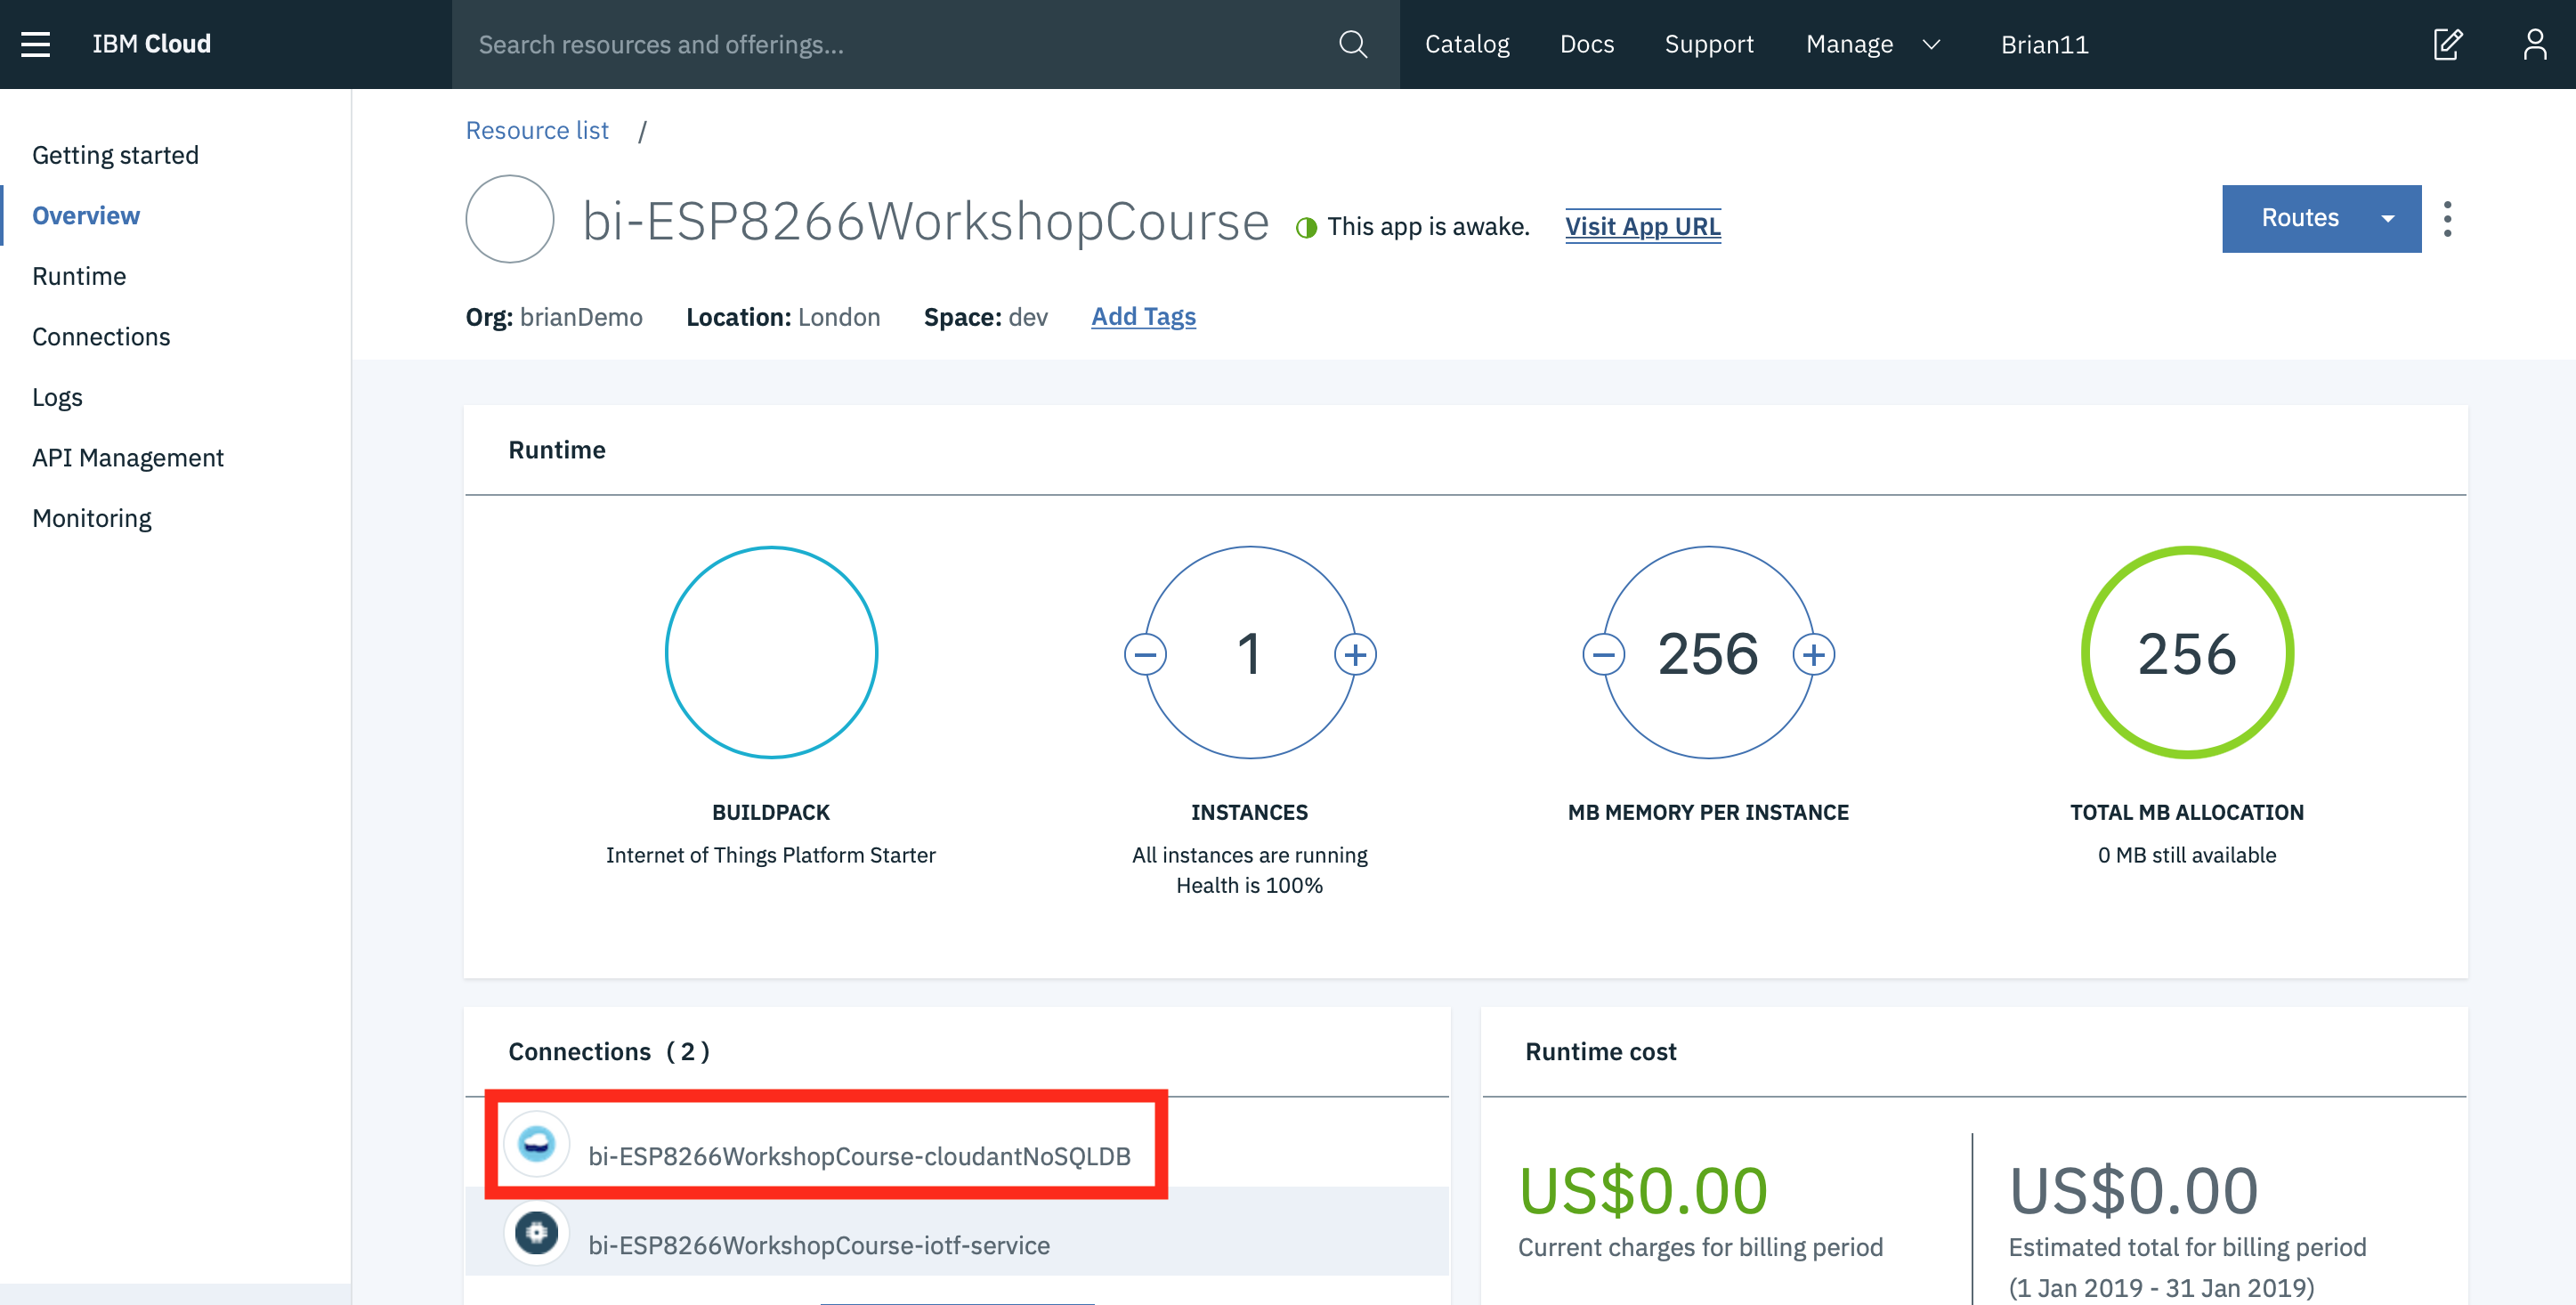 IBM Cloud
Search resources and offerings...
Catalog
Docs
Support
Manage
Brian11
Getting started
Overview
Runtime
Connections
Logs
API Management
Monitoring
Resource list /
bi-ESP8266WorkshopCourse
This app is awake.
Visit App URL
Routes
Org: brianDemo
Location: London
Space: dev
Add Tags
Runtime
BUILDPACK
Internet of Things Platform Starter
1
INSTANCES
All instances are running
Health is 100%
256
MB MEMORY PER INSTANCE
256
TOTAL MB ALLOCATION
0 MB still available
Connections (2)
bi-ESP8266WorkshopCourse-cloudantNoSQLDB
bi-ESP8266WorkshopCourse-iotf-service
Runtime cost
US$0.00
Current charges for billing period
US$0.00
Estimated total for billing period
(1 Jan 2019 - 31 Jan 2019)